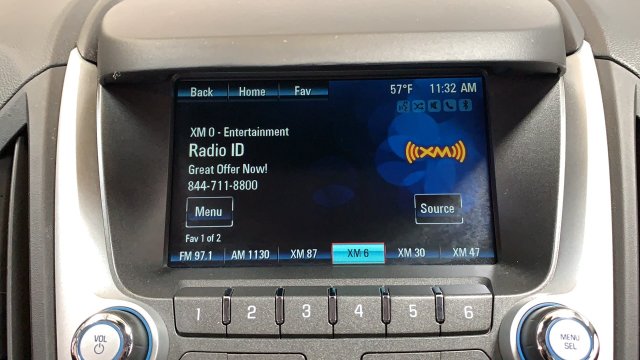 Back Home Fav 57°F 11:32 AM
XM 0 - Entertainment
Radio ID
Great Offer Now!
844-711-8800
XM
Menu Source
Fav 1 of 2
FM 97.1 AM 1130 XM 87 XM 6 XM 30 XM 47
1 2 3 4 5 6
VOL
MENU
SEL